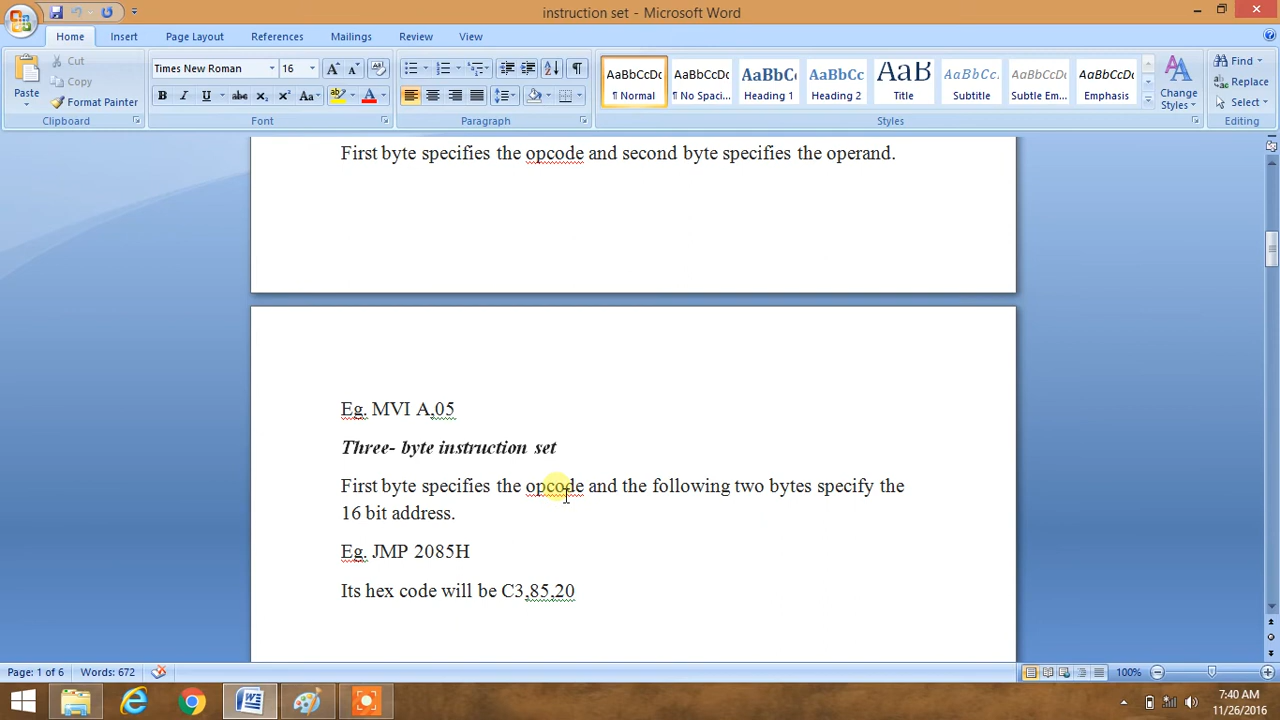 instruction set - Microsoft Word
Home Insert Page Layout References Mailings Review View
Cut
Copy
Format Painter
Paste
Clipboard
Times New Roman 16
Font
Paragraph
AaBbCcDc AaBbCcDc AaBbCc AaBbCc AaB AaBbCc. AaBbCcDc AaBbCcDc
¶ Normal ¶ No Spaci... Heading 1 Heading 2 Title Subtitle Subtle Em... Emphasis
Change Styles
Styles
Find
Replace
Select
Editing
First byte specifies the opcode and second byte specifies the operand.
Eg. MVI A,05
Three- byte instruction set
First byte specifies the opcode and the following two bytes specify the
16 bit address.
Eg. JMP 2085H
Its hex code will be C3,85,20
Page: 1 of 6 Words: 672 100%
7:40 AM
11/26/2016